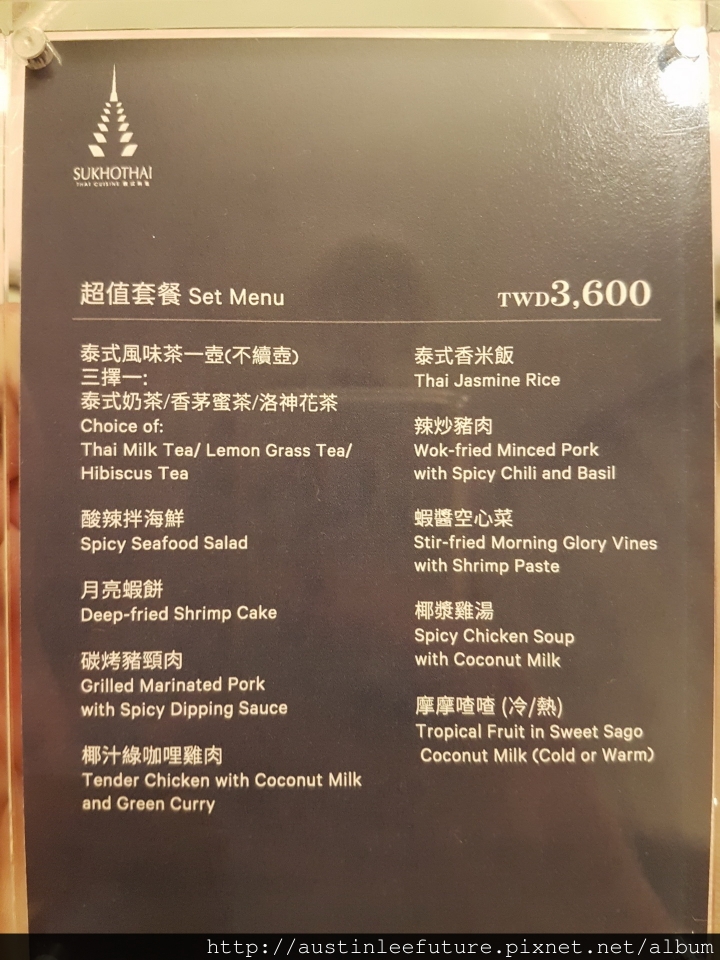 SUKHOTHAI
THAI CUISINE 泰式料理
超值套餐 Set Menu
TWD3,600
泰式風味茶一壺(不續壺)
三擇一:
泰式奶茶/香茅蜜茶/洛神花茶
Choice of:
Thai Milk Tea/ Lemon Grass Tea/
Hibiscus Tea
酸辣拌海鮮
Spicy Seafood Salad
月亮蝦餅
Deep-fried Shrimp Cake
碳烤豬頸肉
Grilled Marinated Pork
with Spicy Dipping Sauce
椰汁綠咖哩雞肉
Tender Chicken with Coconut Milk
and Green Curry
泰式香米飯
Thai Jasmine Rice
辣炒豬肉
Wok-fried Minced Pork
with Spicy Chili and Basil
蝦醬空心菜
Stir-fried Morning Glory Vines
with Shrimp Paste
椰漿雞湯
Spicy Chicken Soup
with Coconut Milk
摩摩喳喳 (冷/熱)
Tropical Fruit in Sweet Sago
Coconut Milk (Cold or Warm)
http://austinleefuture.pixnet.net/album